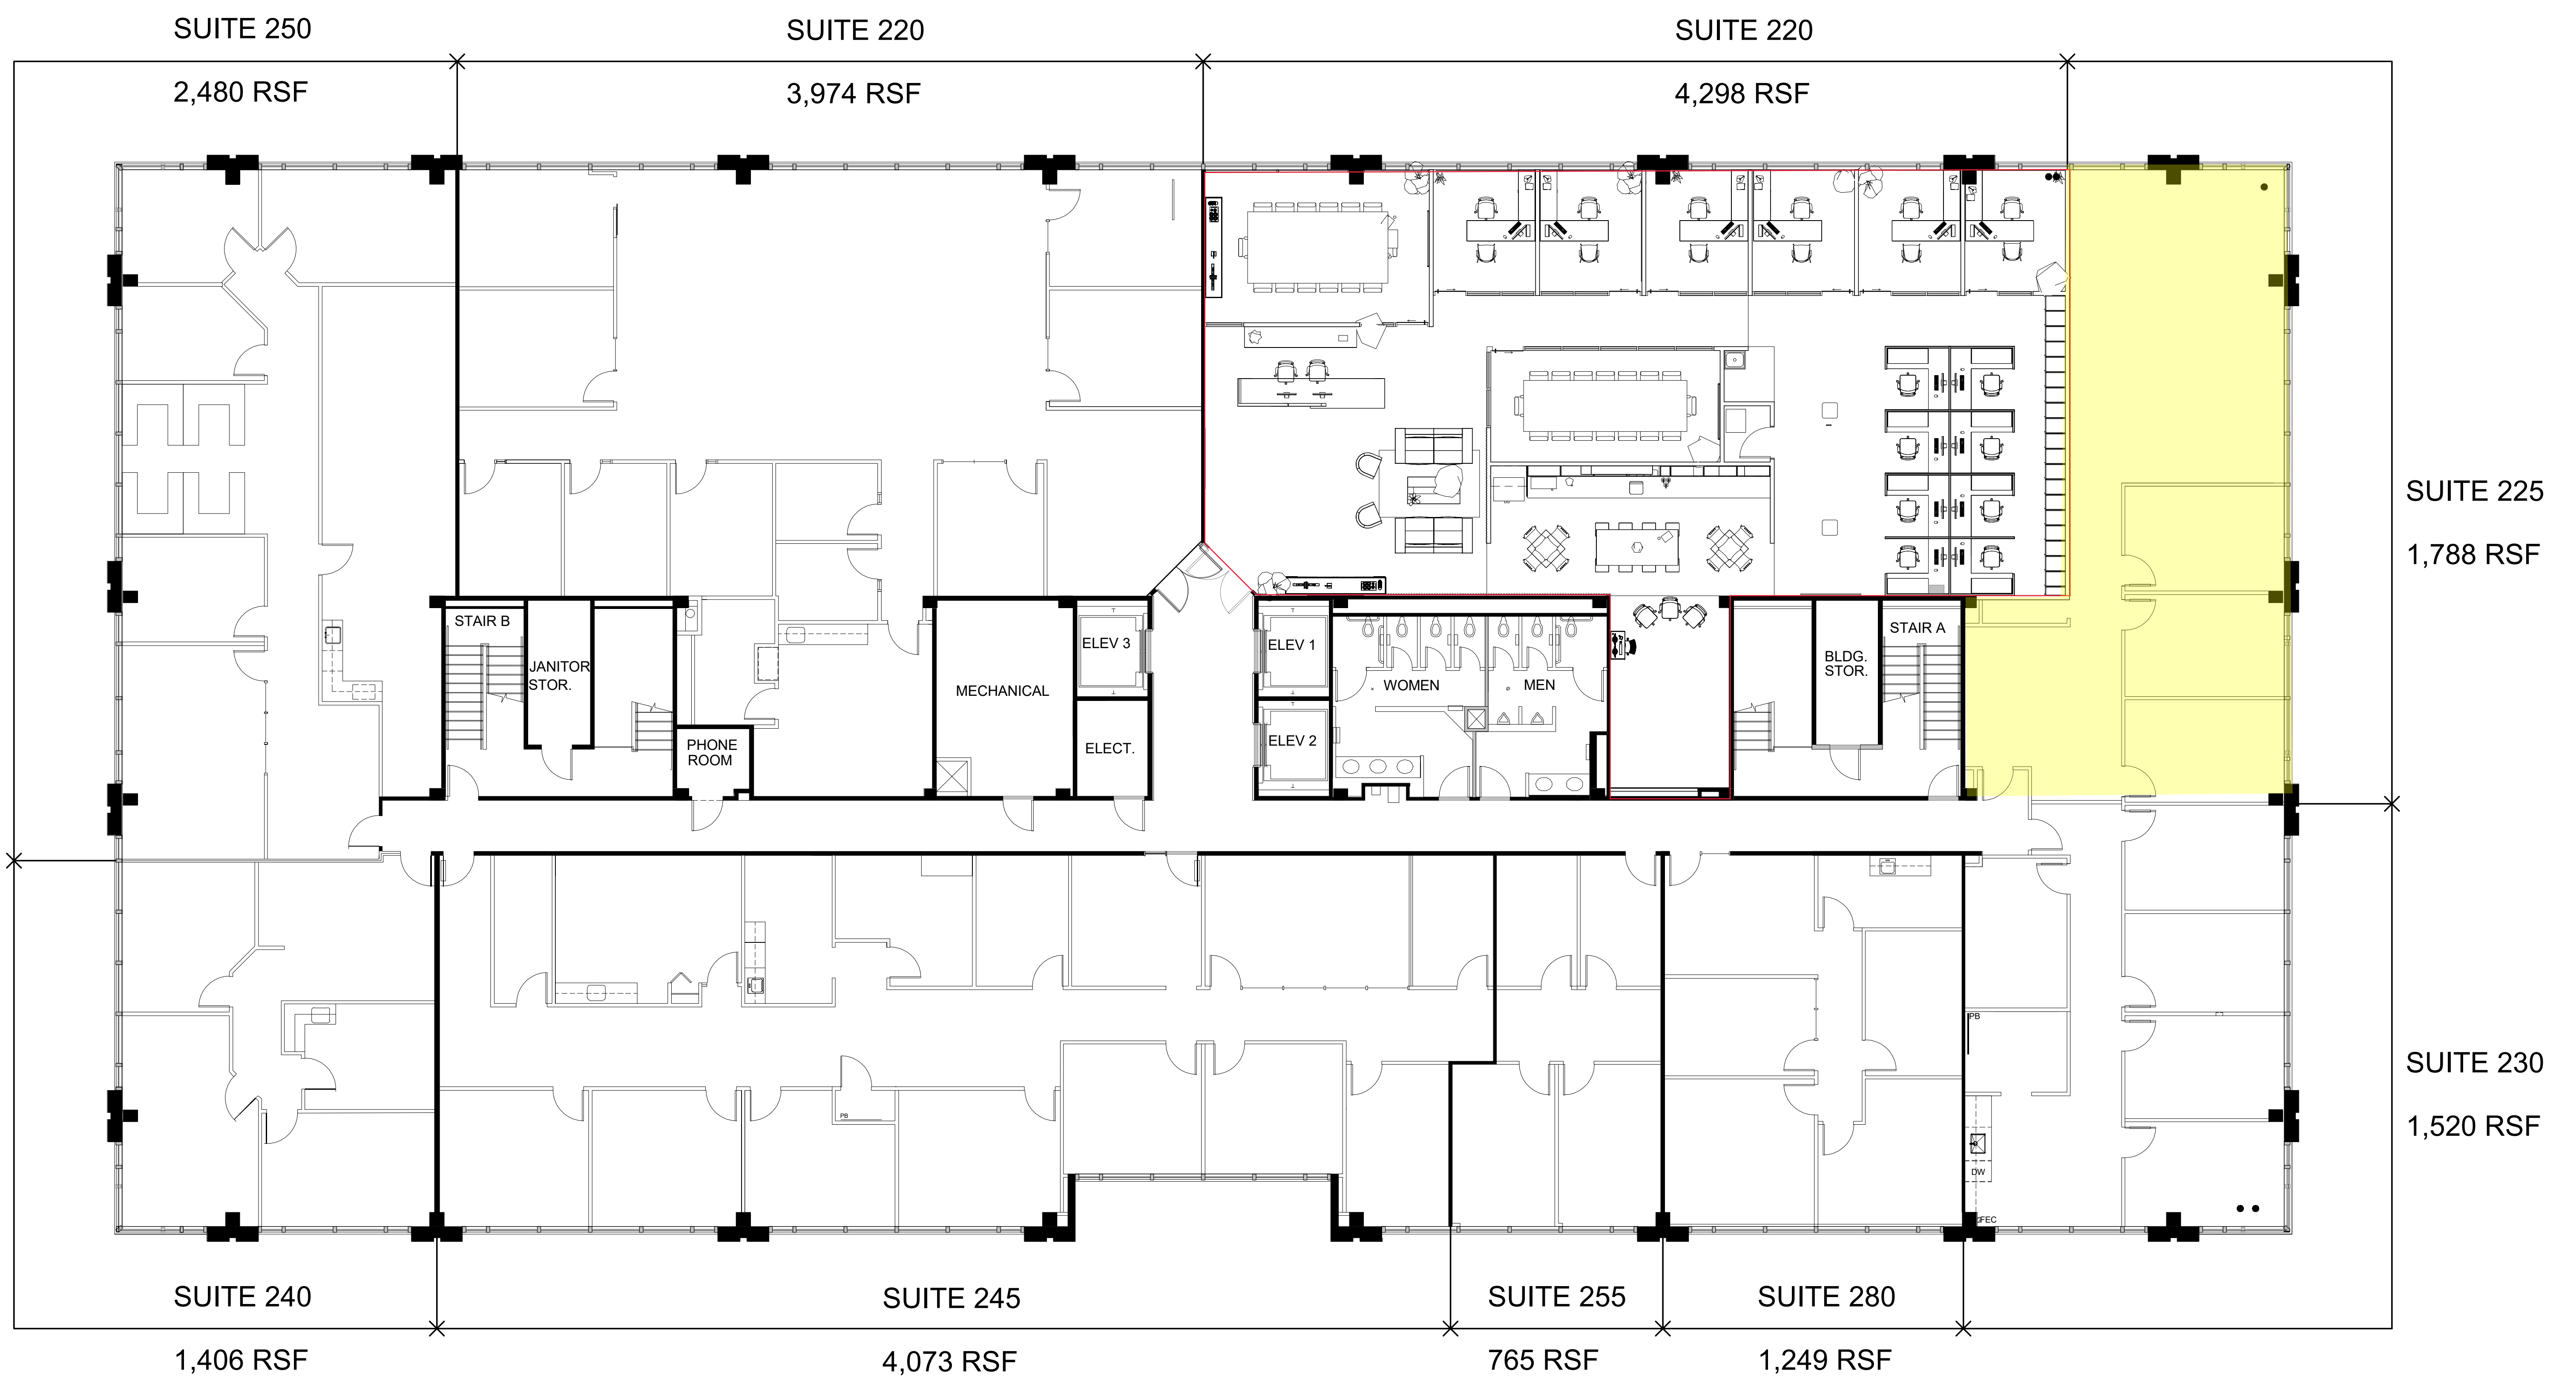 SUITE 250
SUITE 220
SUITE 220
2,480 RSF
3,974 RSF
4,298 RSF
SUITE 225
1,788 RSF
STAIR B
JANITOR
STOR.
PHONE
ROOM
MECHANICAL
ELEV 3
ELECT.
ELEV 1
ELEV 2
WOMEN
MEN
BLDG.
STOR.
STAIR A
PB
PB
DW
FEC
SUITE 230
1,520 RSF
SUITE 240
SUITE 245
SUITE 255
SUITE 280
1,406 RSF
4,073 RSF
765 RSF
1,249 RSF